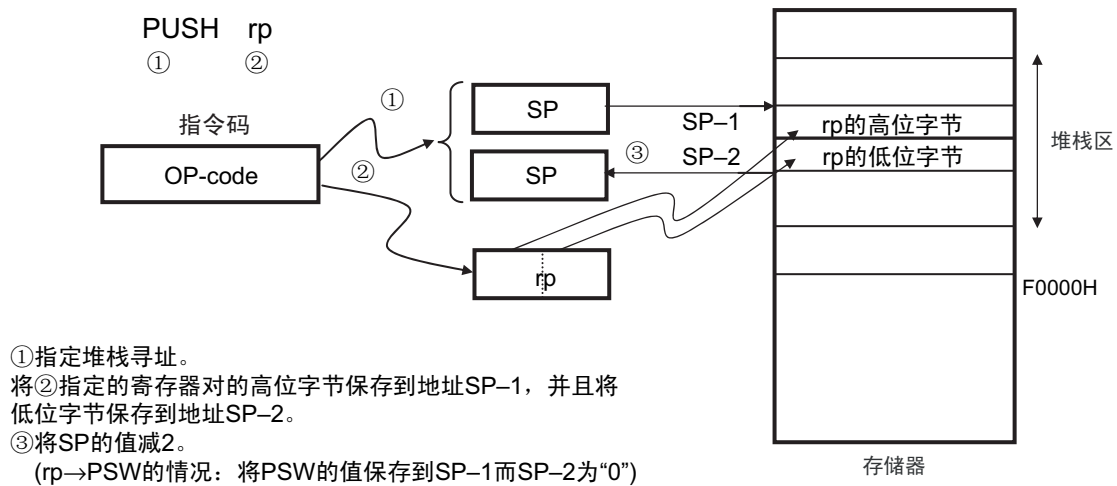 PUSH rp
① ②
指令码
OP-code
①
②
SP
SP
③
SP–1
SP–2
rp
rp的高位字节
rp的低位字节
堆栈区
F0000H
存储器
①指定堆栈寻址。
将②指定的寄存器对的高位字节保存到地址SP–1，并且将
低位字节保存到地址SP–2。
③将SP的值减2。
(rp→PSW的情况：将PSW的值保存到SP–1而SP–2为“0”)